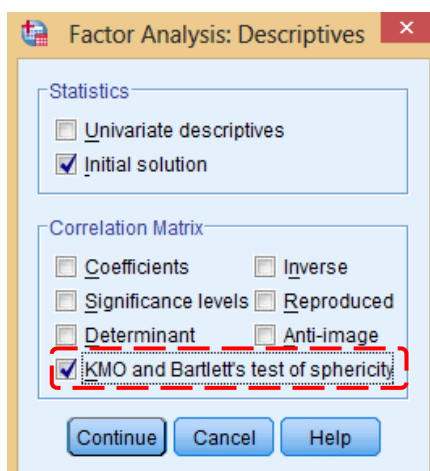 Factor Analysis: Descriptives
Statistics
Univariate descriptives
Initial solution
Correlation Matrix
Coefficients Inverse
Significance levels Reproduced
Determinant Anti-image
KMO and Bartlett's test of sphericity
Continue Cancel Help